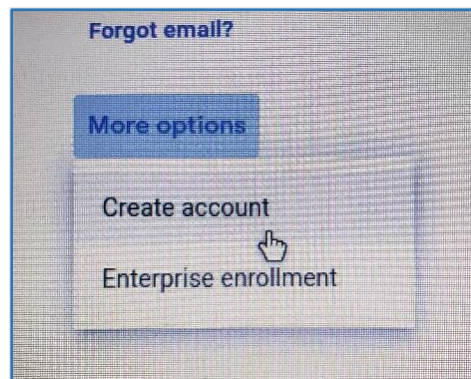 Forgot email?
More options
Create account
Enterprise enrollment